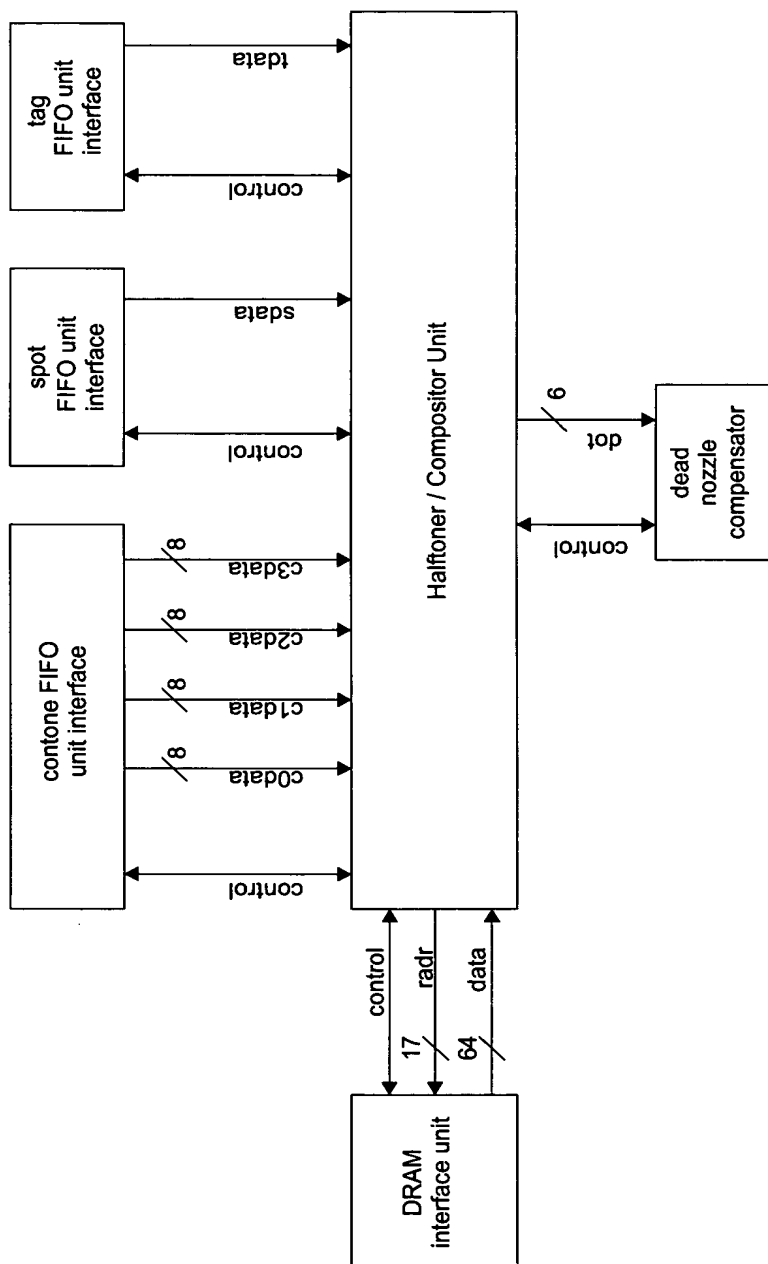 contone FIFO
unit interface
spot
FIFO unit
interface
tag
FIFO unit
interface
control
8
c0data
8
c1data
8
c2data
8
c3data
control
sdata
control
tdata
DRAM
interface unit
control
17
radr
64
data
Halftoner / Compositor Unit
control
6
dot
dead
nozzle
compensator